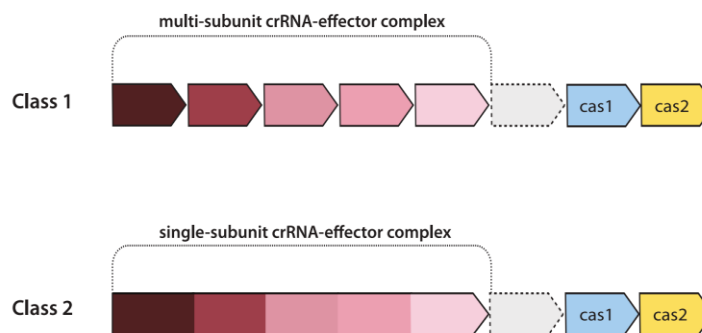 multi-subunit crRNA-effector complex
Class 1
cas1
cas2
single-subunit crRNA-effector complex
Class 2
cas1
cas2